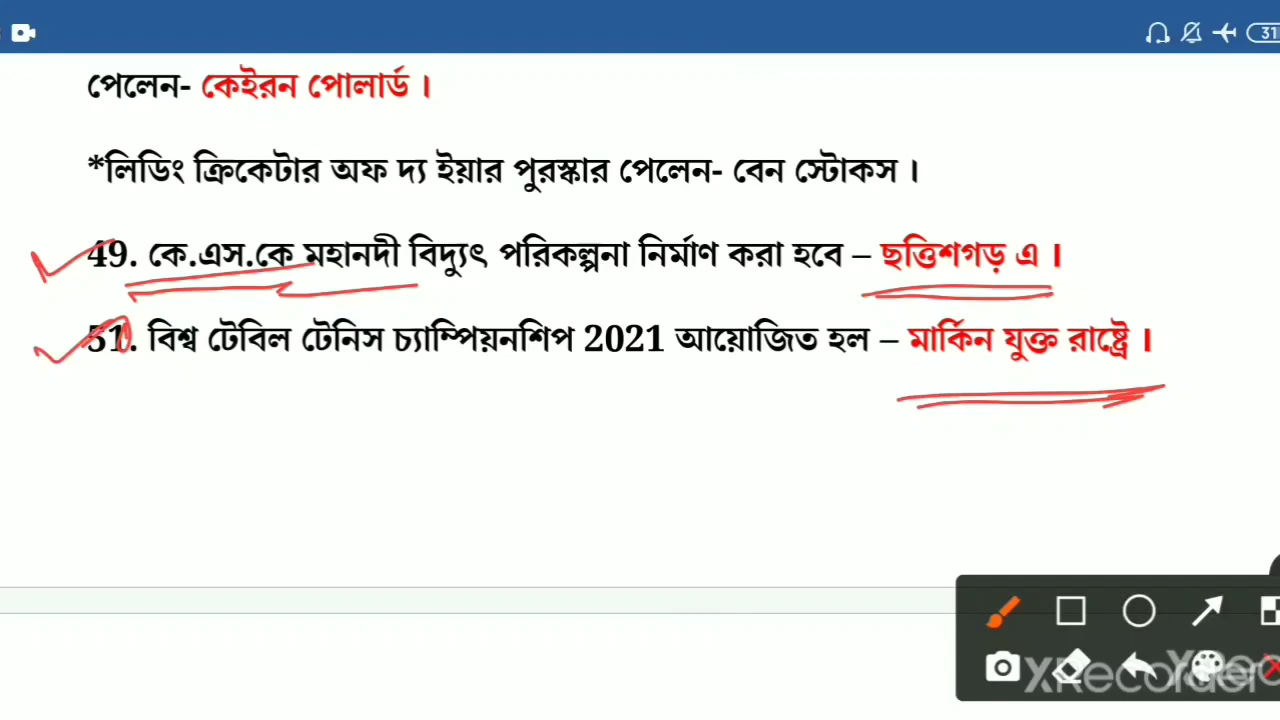 31
পেলেন- কেইরন পোলার্ড ।
*লিডিং ক্রিকেটার অফ দ্য ইয়ার পুরস্কার পেলেন- বেন স্টোকস ।
49. কে.এস.কে মহানদী বিদ্যুৎ পরিকল্পনা নির্মাণ করা হবে – ছত্তিশগড় এ ।
51. বিশ্ব টেবিল টেনিস চ্যাম্পিয়নশিপ 2021 আয়োজিত হল – মার্কিন যুক্ত রাষ্ট্রে ।
XRecorder